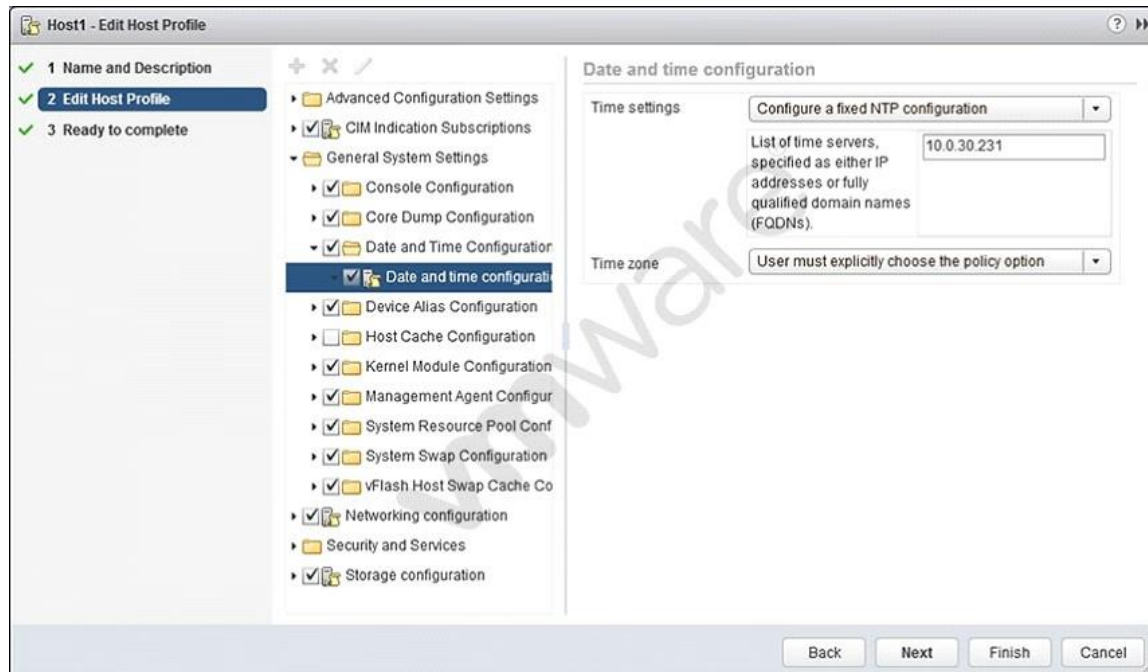 Host1 - Edit Host Profile
?
1 Name and Description
2 Edit Host Profile
3 Ready to complete
Advanced Configuration Settings
CIM Indication Subscriptions
General System Settings
Console Configuration
Core Dump Configuration
Date and Time Configuration
Date and time configurati
Device Alias Configuration
Host Cache Configuration
Kernel Module Configuration
Management Agent Configur
System Resource Pool Conf
System Swap Configuration
vFlash Host Swap Cache Co
Networking configuration
Security and Services
Storage configuration
Date and time configuration
Time settings
Configure a fixed NTP configuration
List of time servers,
specified as either IP
addresses or fully
qualified domain names
(FQDNs).
10.0.30.231
Time zone
User must explicitly choose the policy option
vmware
Back
Next
Finish
Cancel